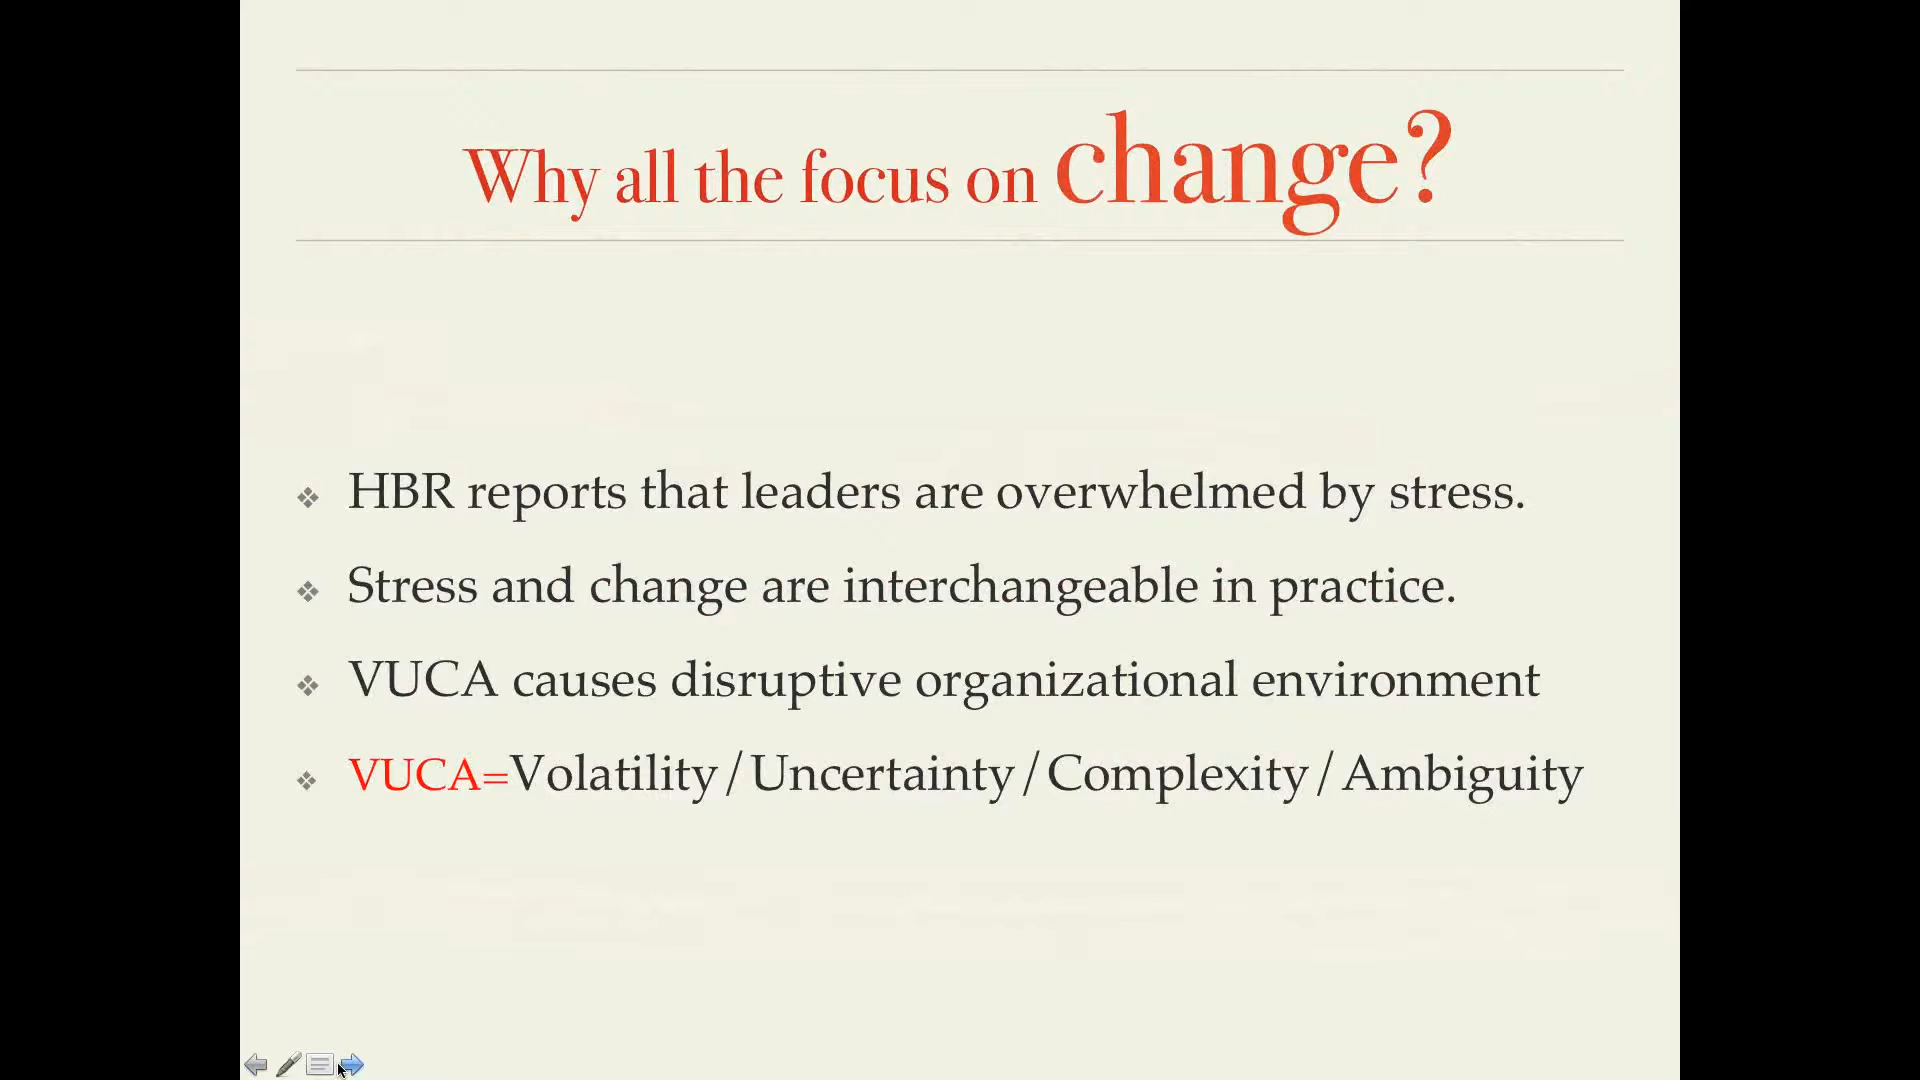 Why all the focus on change?
HBR reports that leaders are overwhelmed by stress.
Stress and change are interchangeable in practice.
VUCA causes disruptive organizational environment
VUCA=Volatility/Uncertainty/Complexity/Ambiguity